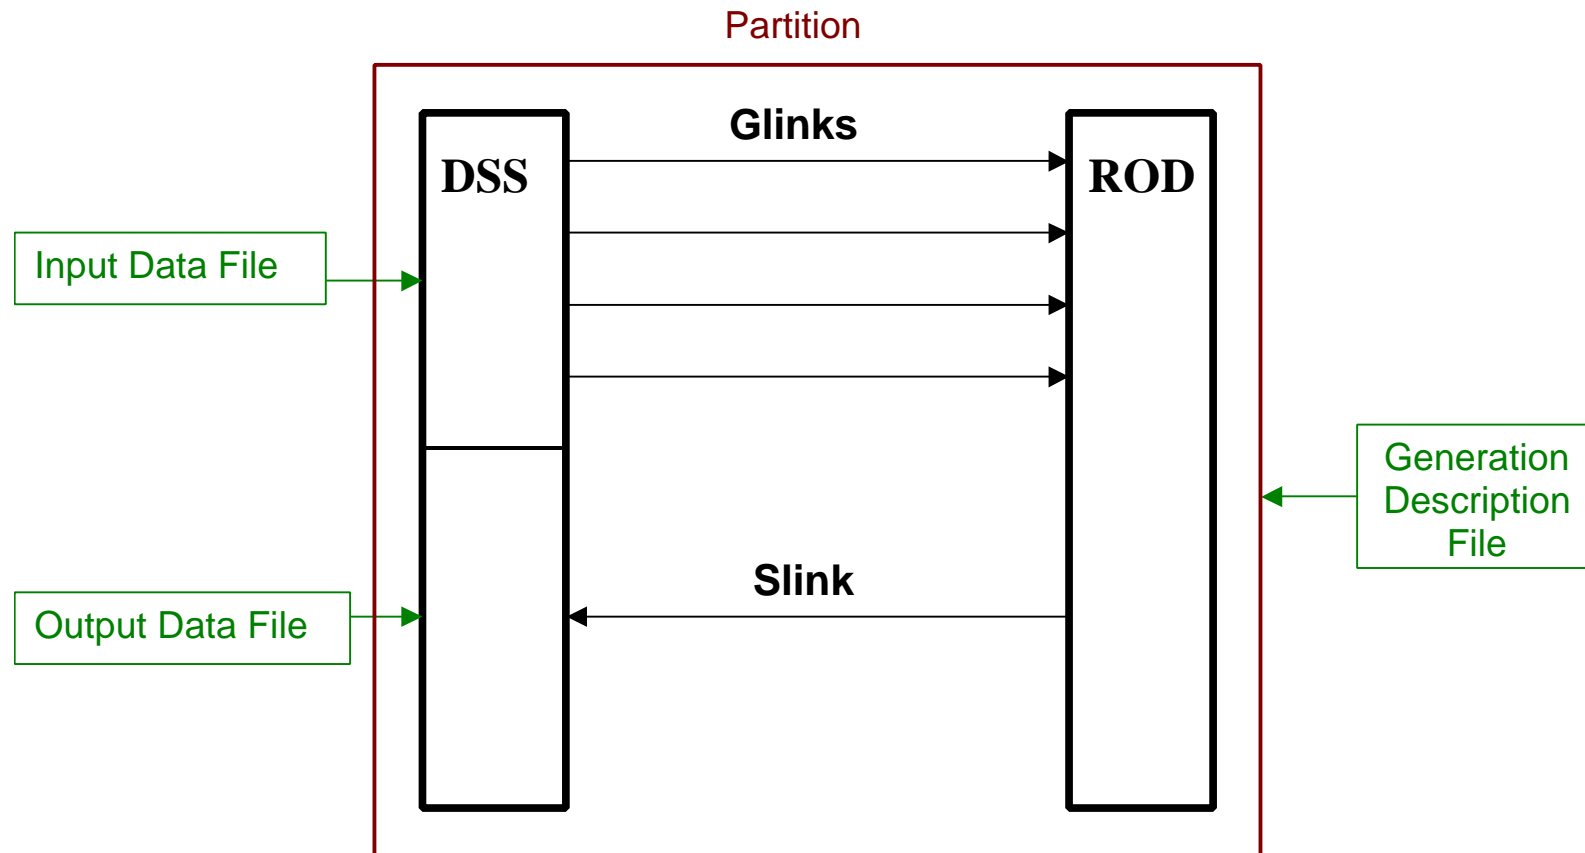 Partition
Glinks
DSS
ROD
Input Data File
Generation
Description
File
Slink
Output Data File